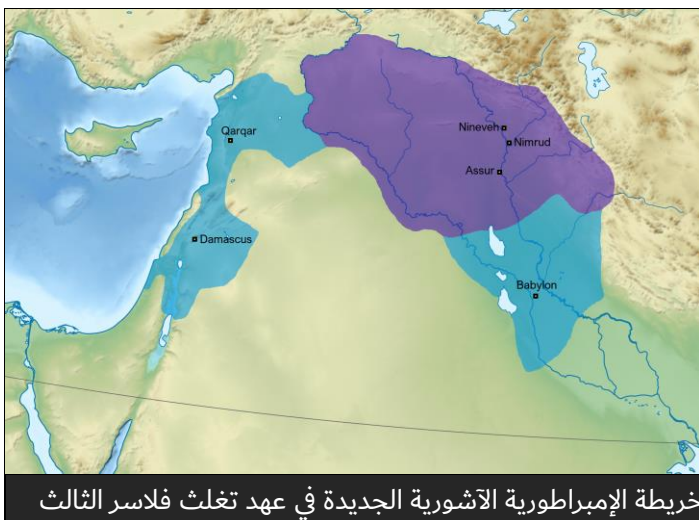 Qarqar
Nineveh
Nimrud
Assur
Damascus
Babylon
خريطة الإمبراطورية الآشورية الجديدة في عهد تغلث فلاسر الثالث